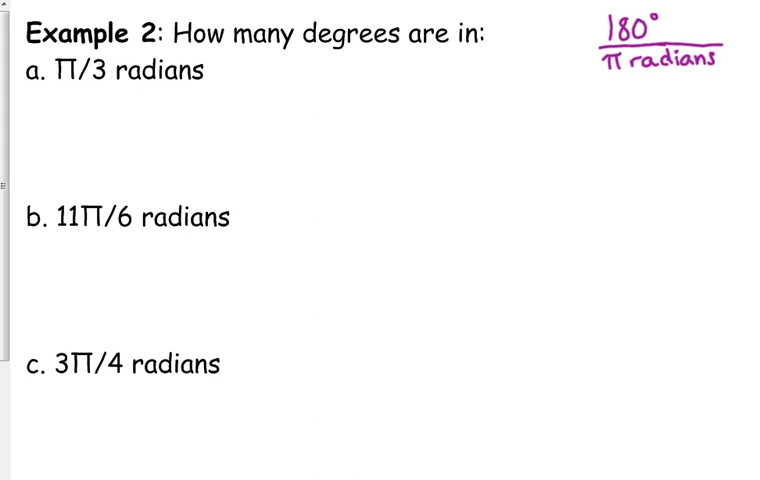 Example 2: How many degrees are in:
180°
π radians
a. Π/3 radians
b. 11Π/6 radians
c. 3Π/4 radians